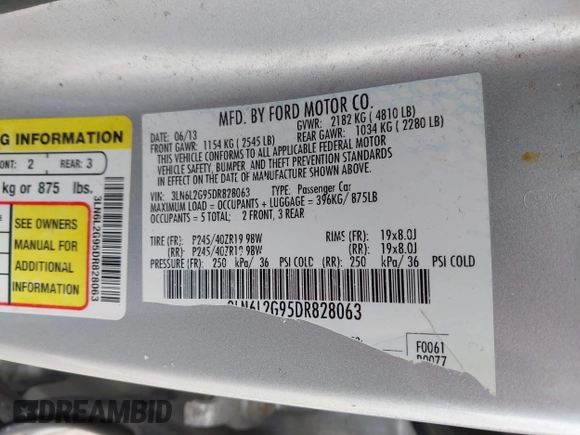 MFD. BY FORD MOTOR CO.
DATE: 06/13
GVWR: 2182 KG ( 4810 LB)
FRONT GAWR: 1154 KG ( 2545 LB)
REAR GAWR: 1034 KG ( 2280 LB)
THIS VEHICLE CONFORMS TO ALL APPLICABLE FEDERAL MOTOR
VEHICLE SAFETY, BUMPER, AND THEFT PREVENTION STANDARDS
IN EFFECT ON THE DATE OF MANUFACTURE SHOWN ABOVE.
VIN: 3LN6L2G95DR828063 TYPE: Passenger Car
MAXIMUM LOAD = OCCUPANTS + LUGGAGE = 396KG/ 875LB
OCCUPANTS = 5 TOTAL; 2 FRONT, 3 REAR
TIRE (FR): P245/40ZR19 98W RIMS (FR): 19x8.0J
(RR): P245/40ZR19 98W (RR): 19x8.0J
PRESSURE (FR): 250 kPa/ 36 PSI COLD (RR): 250 kPa/ 36 PSI COLD
3LN6L2G95DR828063
F0061
R0077
G INFORMATION
ONT: 2 REAR: 3
kg or 875 lbs.
SEE OWNERS
MANUAL FOR
ADDITIONAL
INFORMATION
3LN6L2G95DR828063
DREAMBID